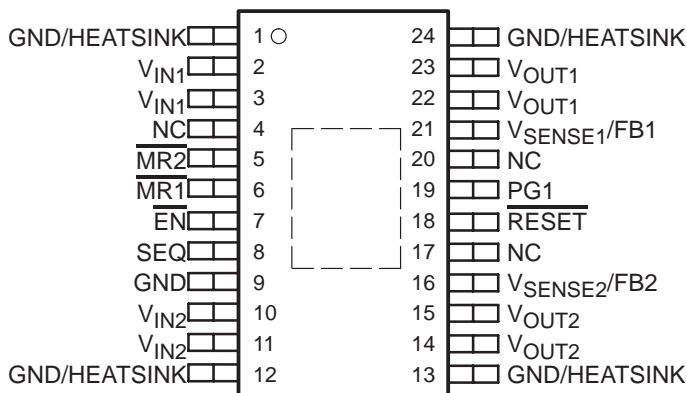 GND/HEATSINK 1 24 GND/HEATSINK
VIN1 2 23 VOUT1
VIN1 3 22 VOUT1
NC 4 21 VSENSE1/FB1
MR2 5 20 NC
MR1 6 19 PG1
EN 7 18 RESET
SEQ 8 17 NC
GND 9 16 VSENSE2/FB2
VIN2 10 15 VOUT2
VIN2 11 14 VOUT2
GND/HEATSINK 12 13 GND/HEATSINK